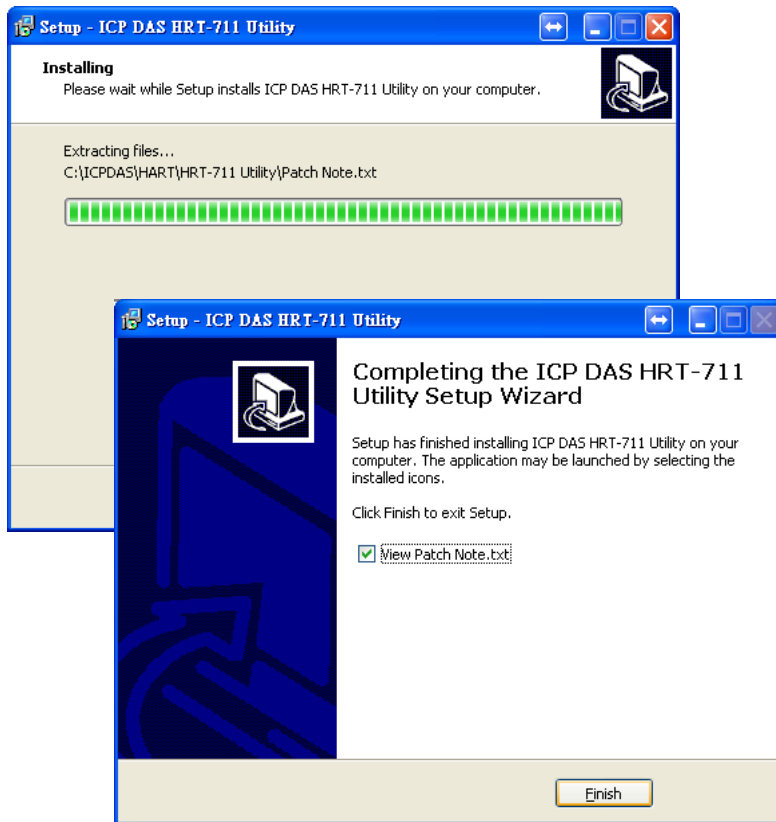 Setup - ICP DAS HRT-711 Utility
Installing
Please wait while Setup installs ICP DAS HRT-711 Utility on your computer.
Extracting files...
C:\ICPDAS\HART\HRT-711 Utility\Patch Note.txt
Setup - ICP DAS HRT-711 Utility
Completing the ICP DAS HRT-711
Utility Setup Wizard
Setup has finished installing ICP DAS HRT-711 Utility on your
computer. The application may be launched by selecting the
installed icons.
Click Finish to exit Setup.
View Patch Note.txt
Finish